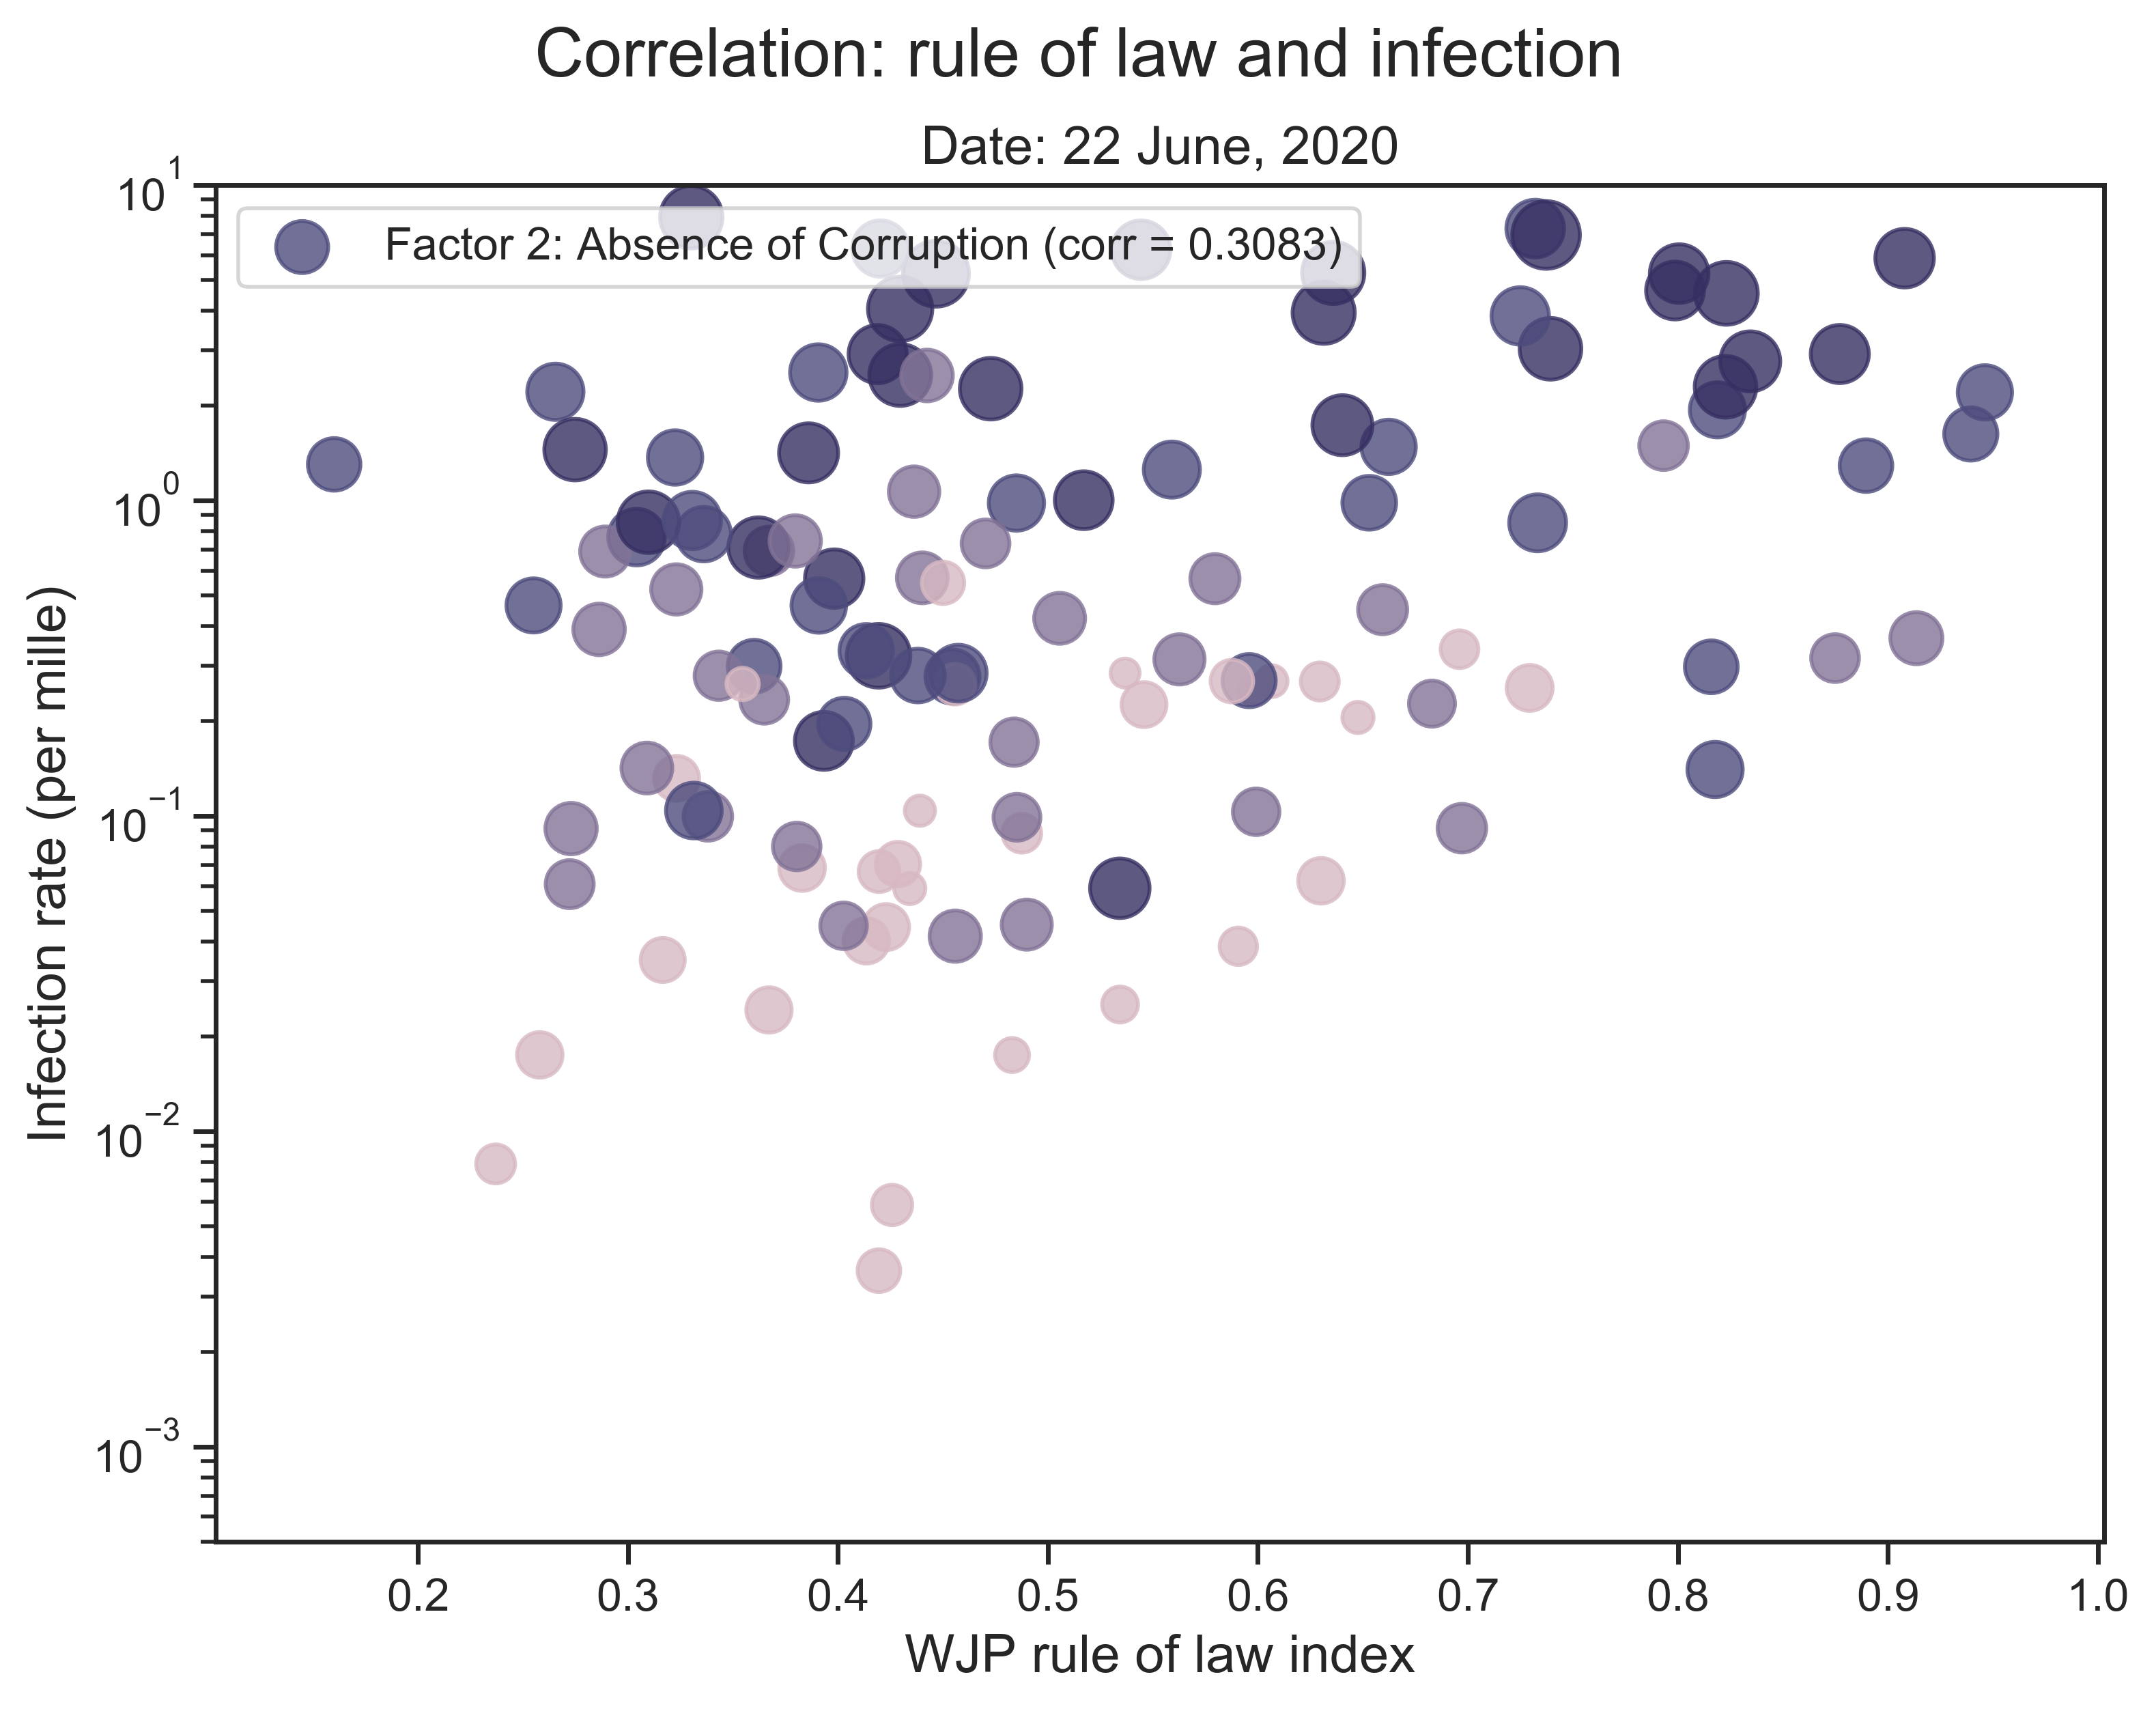 Correlation: rule of law and infection
Date: 22 June, 2020
Factor 2: Absence of Corruption (corr = 0.3083)
Infection rate (per mille)
10^1
10^0
10^−1
10^−2
10^−3
0.2 0.3 0.4 0.5 0.6 0.7 0.8 0.9 1.0
WJP rule of law index